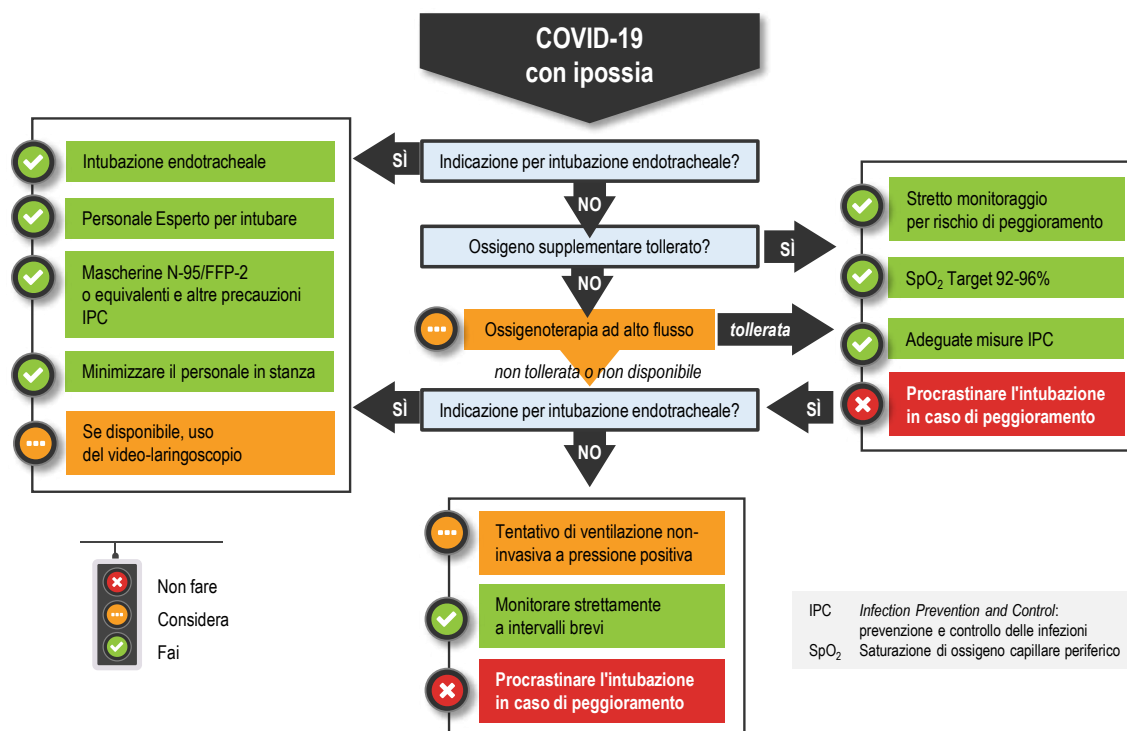 COVID-19
con ipossia
Indicazione per intubazione endotracheale?
SÌ
Intubazione endotracheale
Personale Esperto per intubare
Mascherine N-95/FFP-2
o equivalenti e altre precauzioni
IPC
Minimizzare il personale in stanza
Se disponibile, uso
del video-laringoscopio
NO
Ossigeno supplementare tollerato?
SÌ
Stretto monitoraggio
per rischio di peggioramento
SpO₂ Target 92-96%
Adeguate misure IPC
Procrastinare l'intubazione
in caso di peggioramento
NO
Ossigenoterapia ad alto flusso
tollerata
non tollerata o non disponibile
SÌ
Indicazione per intubazione endotracheale?
SÌ
NO
Tentativo di ventilazione non-
invasiva a pressione positiva
Monitorare strettamente
a intervalli brevi
Procrastinare l'intubazione
in caso di peggioramento
Non fare
Considera
Fai
IPC Infection Prevention and Control:
prevenzione e controllo delle infezioni
SpO₂ Saturazione di ossigeno capillare periferico